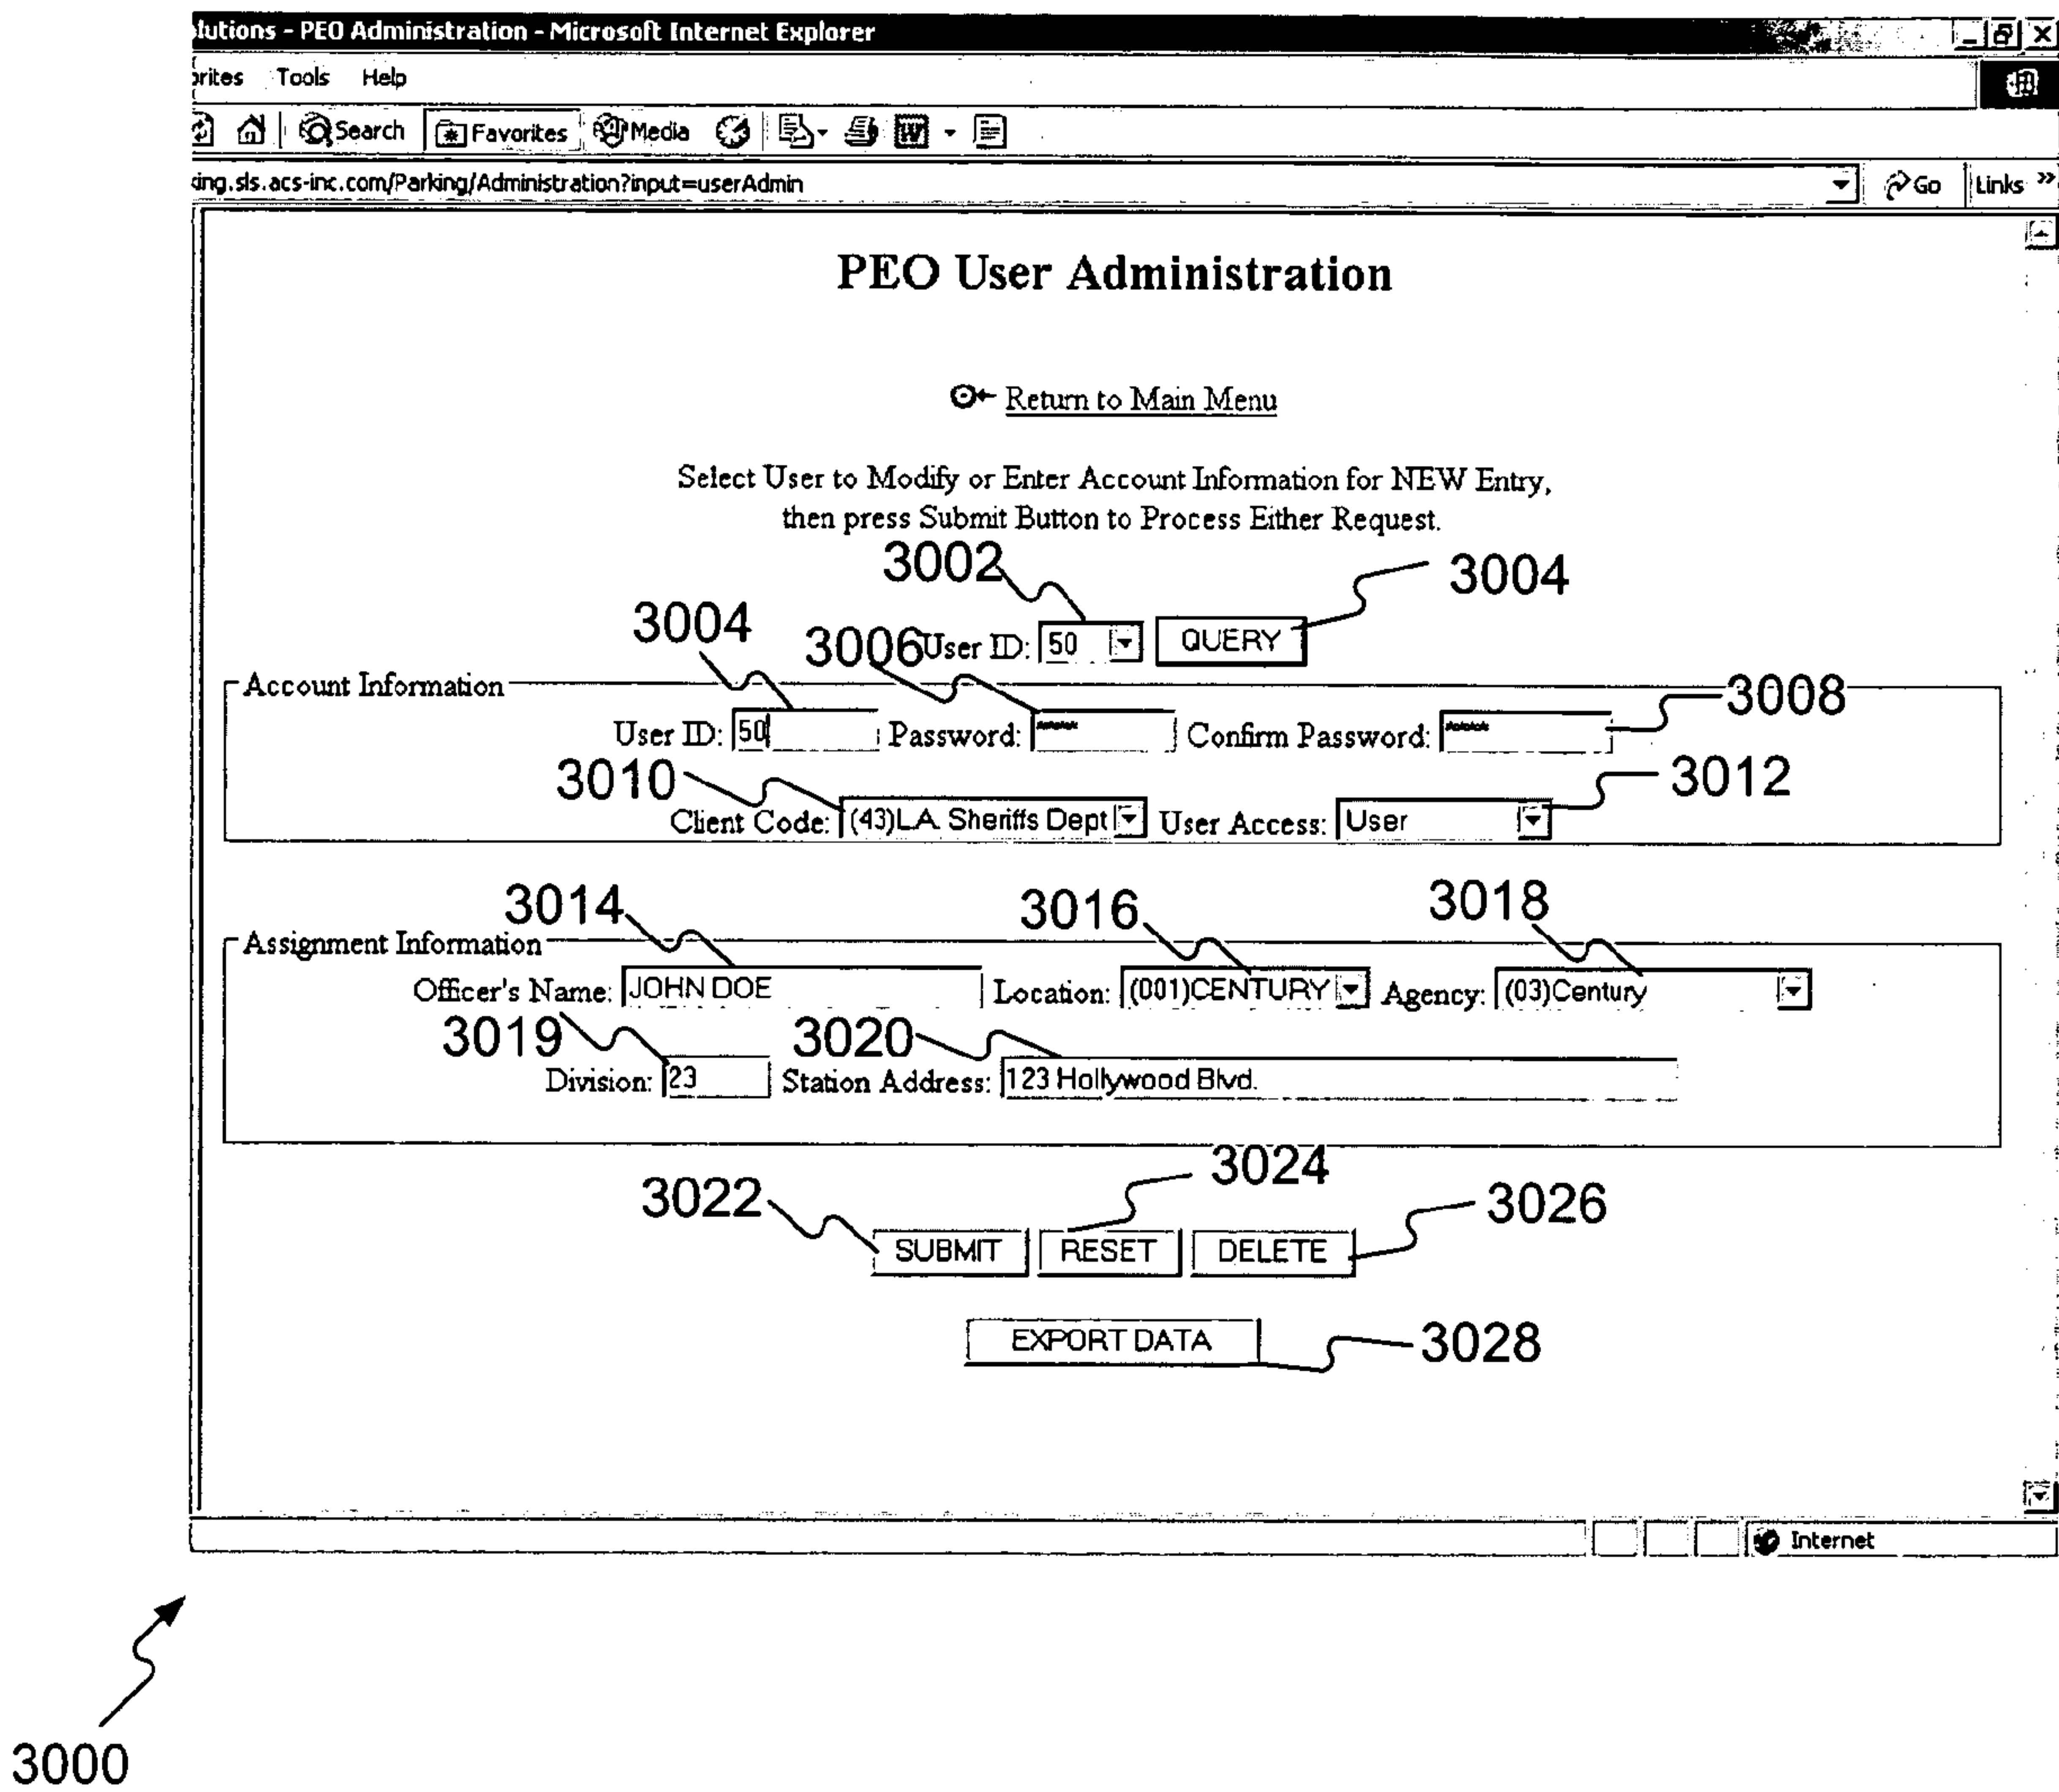 lutions - PEO Administration - Microsoft Internet Explorer
rites Tools Help
Search Favorites Media
king.sls.acs-inc.com/Parking/Administration?input=userAdmin Go Links »
PEO User Administration
Return to Main Menu
Select User to Modify or Enter Account Information for NEW Entry,
then press Submit Button to Process Either Request.
3002 3004
3004 3006 User ID: 50 QUERY
Account Information 3008
User ID: 50 Password: Confirm Password:
3010 3012
Client Code: (43)LA Sheriffs Dept User Access: User
3014 3016 3018
Assignment Information
Officer's Name: JOHN DOE Location: (001)CENTURY Agency: (03)Century
3019 3020
Division: 23 Station Address: 123 Hollywood Blvd.
3022 3024 3026
SUBMIT RESET DELETE
EXPORT DATA 3028
Internet
3000